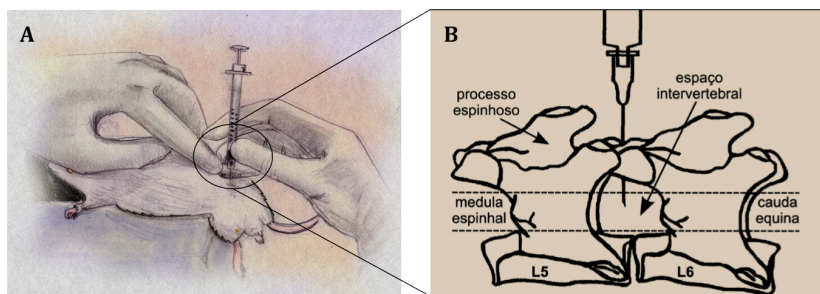 A
B
processo
espinhoso
espaço
intervertebral
medula
espinhal
cauda
equina
L5
L6